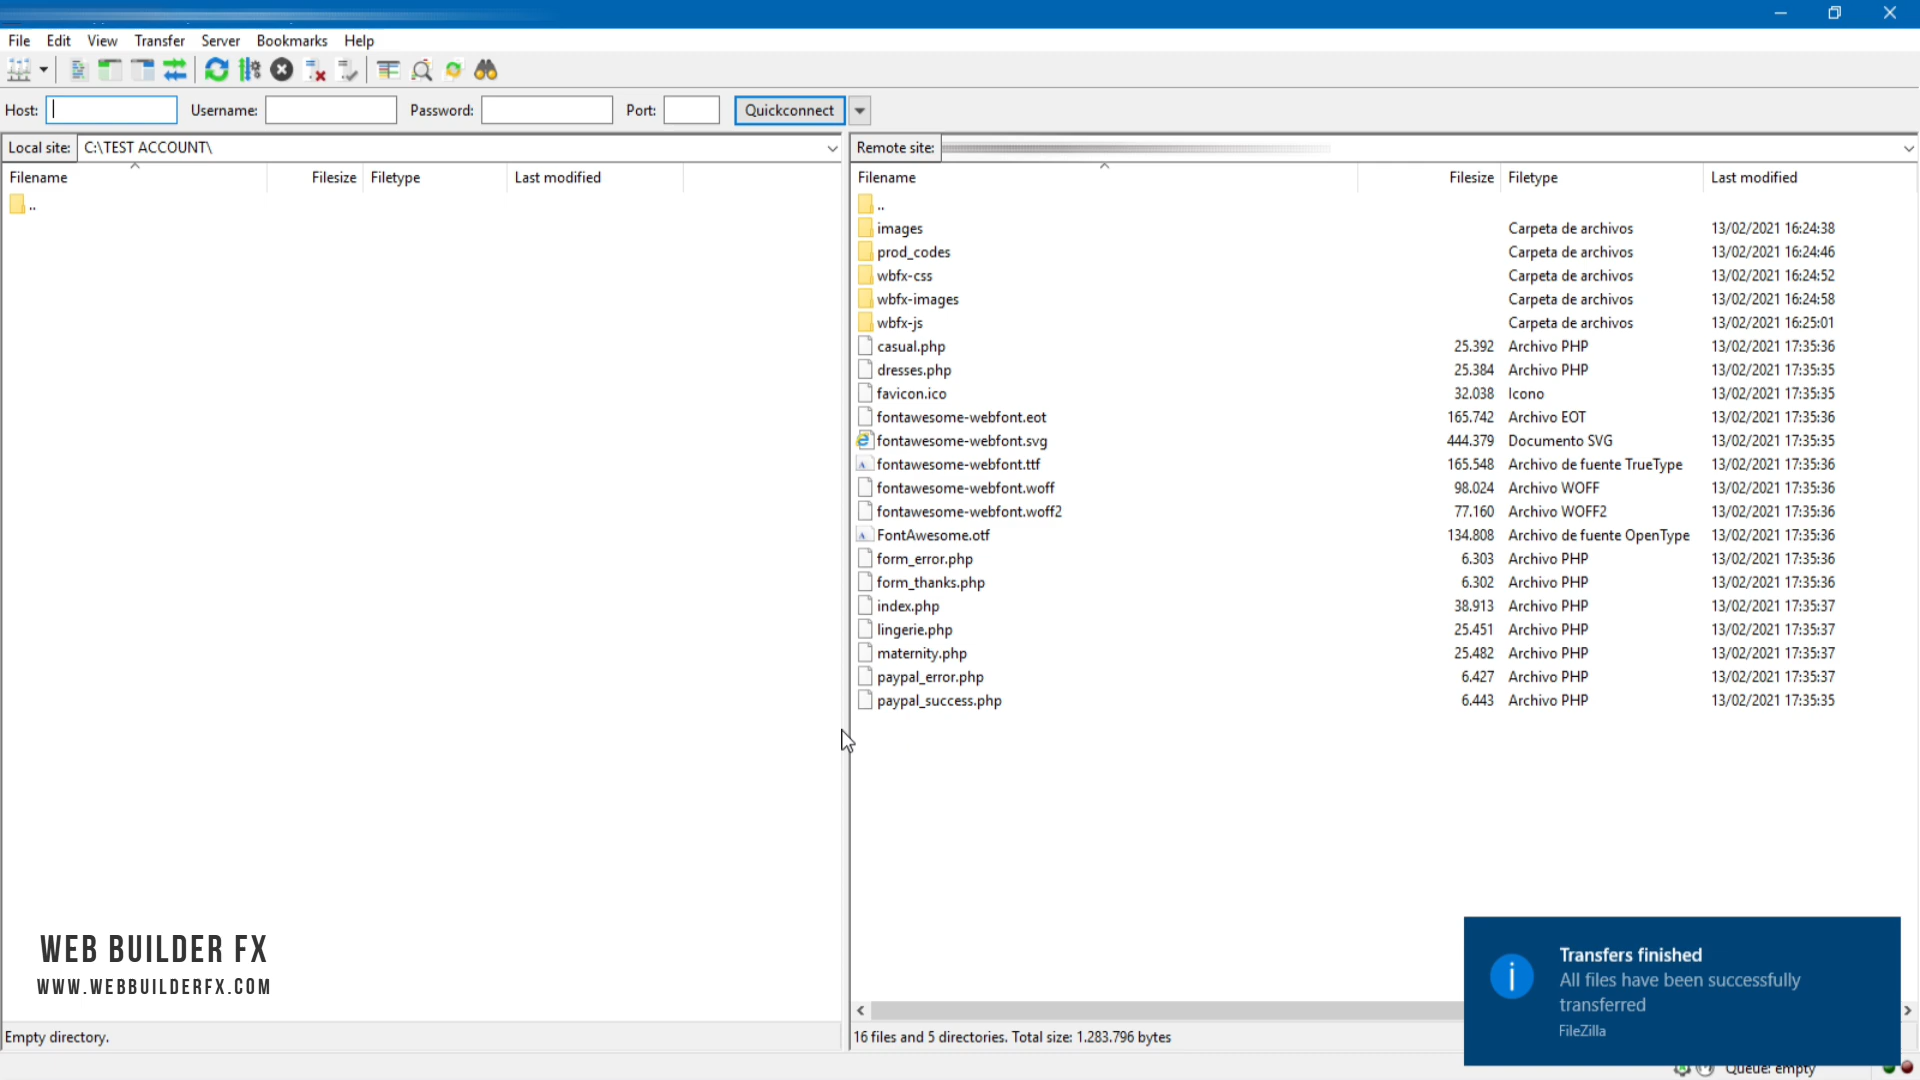 File Edit View Transfer Server Bookmarks Help
Host: Username: Password: Port: Quickconnect
Local site: C:\TEST ACCOUNT\
Filename Filesize Filetype Last modified
..
Empty directory.
WEB BUILDER FX
WWW.WEBBUILDERFX.COM
Remote site:
Filename Filesize Filetype Last modified
..
images Carpeta de archivos 13/02/2021 16:24:38
prod_codes Carpeta de archivos 13/02/2021 16:24:46
wbfx-css Carpeta de archivos 13/02/2021 16:24:52
wbfx-images Carpeta de archivos 13/02/2021 16:24:58
wbfx-js Carpeta de archivos 13/02/2021 16:25:01
casual.php 25.392 Archivo PHP 13/02/2021 17:35:36
dresses.php 25.384 Archivo PHP 13/02/2021 17:35:35
favicon.ico 32.038 Icono 13/02/2021 17:35:35
fontawesome-webfont.eot 165.742 Archivo EOT 13/02/2021 17:35:36
fontawesome-webfont.svg 444.379 Documento SVG 13/02/2021 17:35:35
fontawesome-webfont.ttf 165.548 Archivo de fuente TrueType 13/02/2021 17:35:36
fontawesome-webfont.woff 98.024 Archivo WOFF 13/02/2021 17:35:36
fontawesome-webfont.woff2 77.160 Archivo WOFF2 13/02/2021 17:35:36
FontAwesome.otf 134.808 Archivo de fuente OpenType 13/02/2021 17:35:36
form_error.php 6.303 Archivo PHP 13/02/2021 17:35:36
form_thanks.php 6.302 Archivo PHP 13/02/2021 17:35:36
index.php 38.913 Archivo PHP 13/02/2021 17:35:37
lingerie.php 25.451 Archivo PHP 13/02/2021 17:35:37
maternity.php 25.482 Archivo PHP 13/02/2021 17:35:37
paypal_error.php 6.427 Archivo PHP 13/02/2021 17:35:37
paypal_success.php 6.443 Archivo PHP 13/02/2021 17:35:35
16 files and 5 directories. Total size: 1.283.796 bytes
Transfers finished
All files have been successfully
transferred
FileZilla
Queue: empty